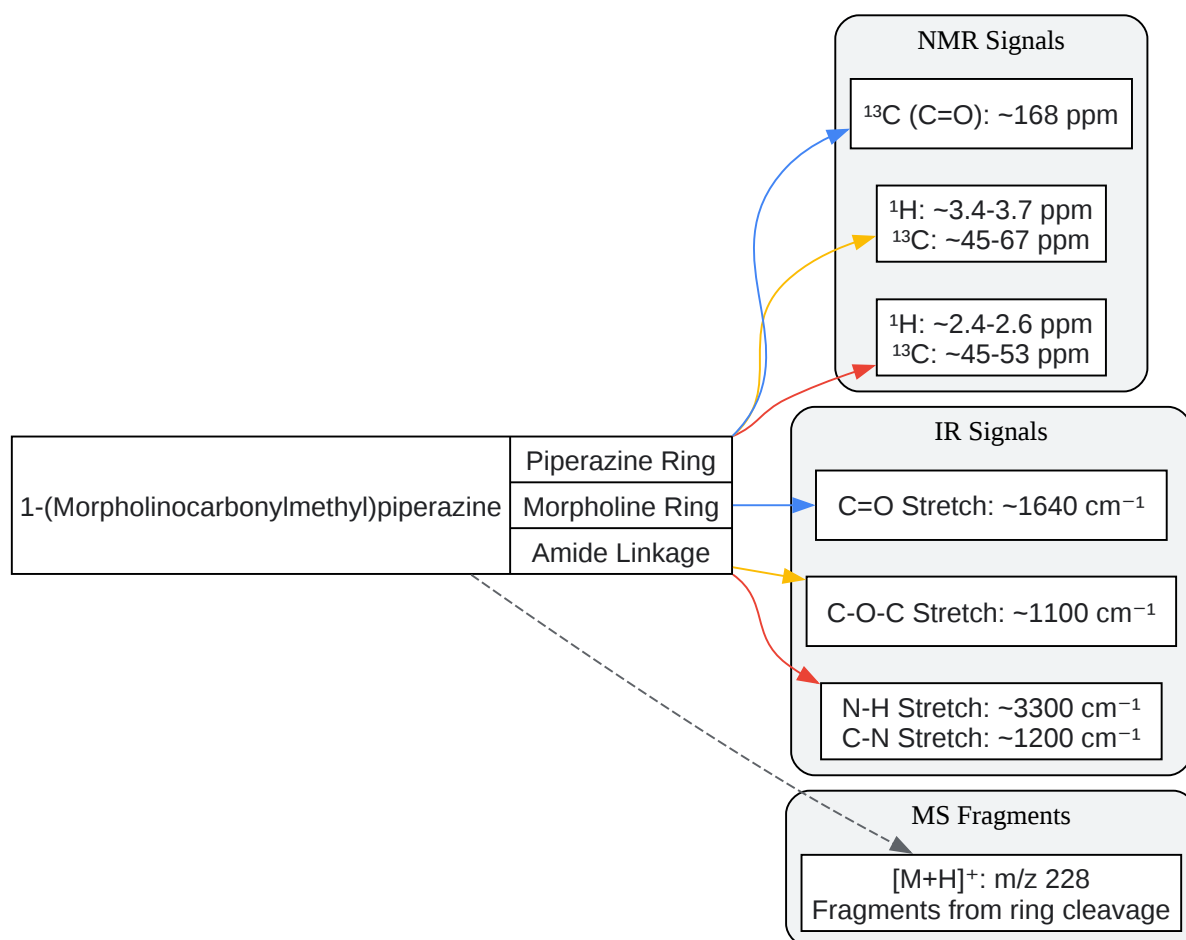 NMR Signals
¹³C (C=O): ~168 ppm
¹H: ~3.4-3.7 ppm
¹³C: ~45-67 ppm
¹H: ~2.4-2.6 ppm
¹³C: ~45-53 ppm
1-(Morpholinocarbonylmethyl)piperazine
Piperazine Ring
Morpholine Ring
Amide Linkage
IR Signals
C=O Stretch: ~1640 cm⁻¹
C-O-C Stretch: ~1100 cm⁻¹
N-H Stretch: ~3300 cm⁻¹
C-N Stretch: ~1200 cm⁻¹
MS Fragments
[M+H]⁺: m/z 228
Fragments from ring cleavage